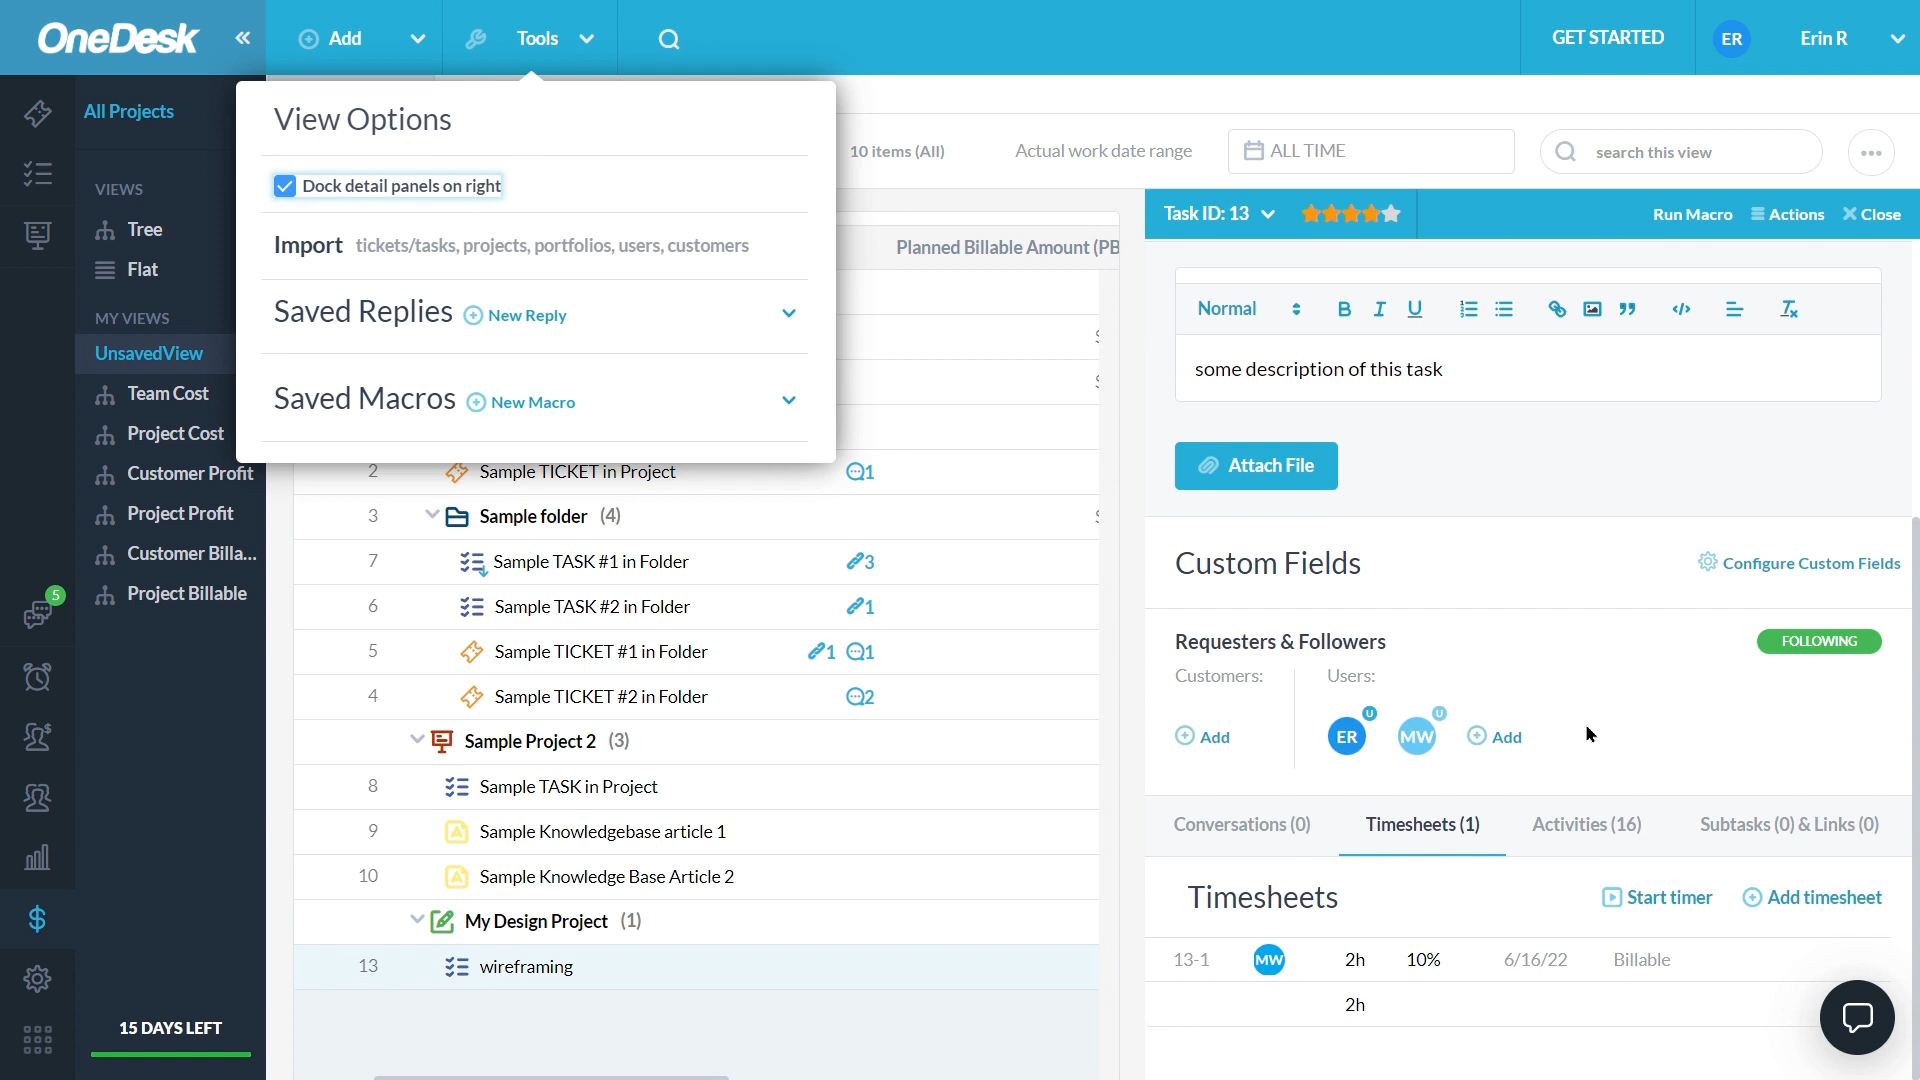 OneDesk
Add
Tools
GET STARTED
ER
Erin R
All Projects
VIEWS
Tree
Flat
MY VIEWS
UnsavedView
Team Cost
Project Cost
Customer Profit
Project Profit
Customer Billa...
Project Billable
5
15 DAYS LEFT
View Options
Dock detail panels on right
Import tickets/tasks, projects, portfolios, users, customers
Saved Replies New Reply
Saved Macros New Macro
10 items (All)
Actual work date range
ALL TIME
search this view
Planned Billable Amount (PB
2 Sample TICKET in Project 1
3 Sample folder (4)
7 Sample TASK #1 in Folder 3
6 Sample TASK #2 in Folder 1
5 Sample TICKET #1 in Folder 1 1
4 Sample TICKET #2 in Folder 2
Sample Project 2 (3)
8 Sample TASK in Project
9 Sample Knowledgebase article 1
10 Sample Knowledge Base Article 2
My Design Project (1)
13 wireframing
Task ID: 13
Run Macro
Actions
Close
Normal
B I U
some description of this task
Attach File
Custom Fields
Configure Custom Fields
Requesters & Followers
FOLLOWING
Customers:
Users:
Add
ER U
MW U
Add
Conversations (0)
Timesheets (1)
Activities (16)
Subtasks (0) & Links (0)
Timesheets
Start timer
Add timesheet
13-1 MW 2h 10% 6/16/22 Billable
2h